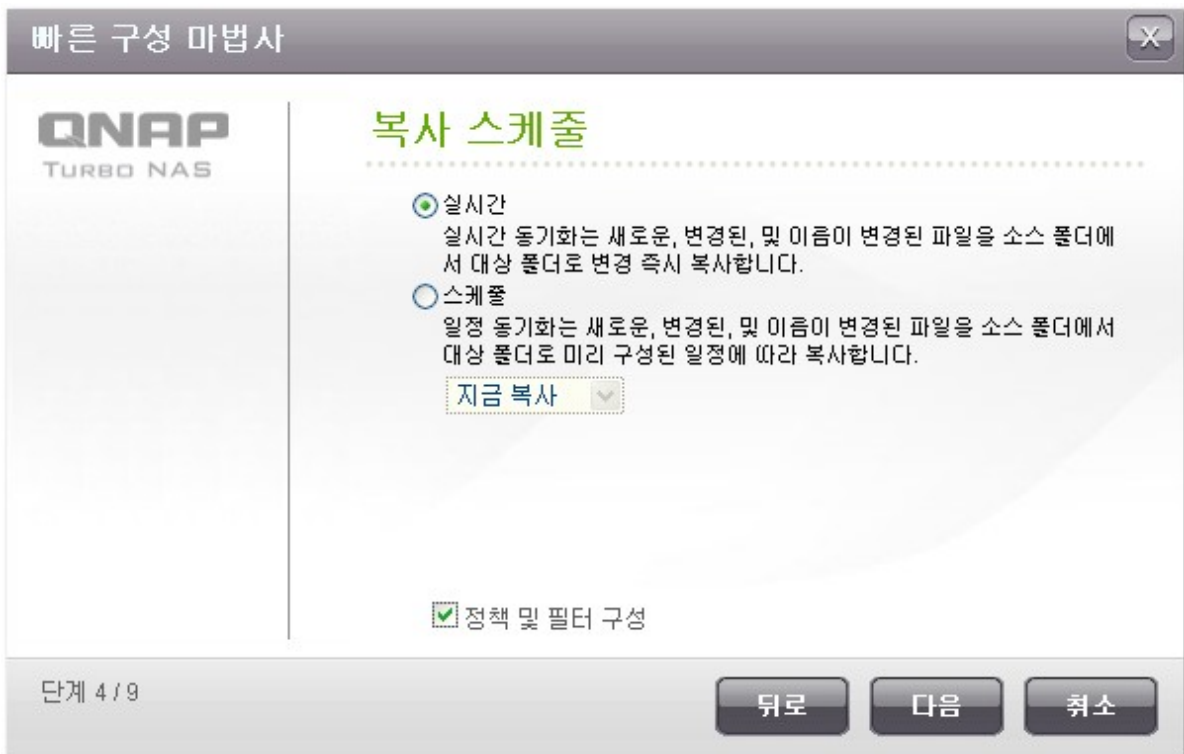 빠른 구성 마법사
X
QNAP
TURBO NAS
복사 스케줄
실시간
실시간 동기화는 새로운, 변경된, 및 이름이 변경된 파일을 소스 폴더에
서 대상 폴더로 변경 즉시 복사합니다.
스케줄
일정 동기화는 새로운, 변경된, 및 이름이 변경된 파일을 소스 폴더에서
대상 폴더로 미리 구성된 일정에 따라 복사합니다.
지금 복사
정책 및 필터 구성
단계 4 / 9
뒤로
다음
취소